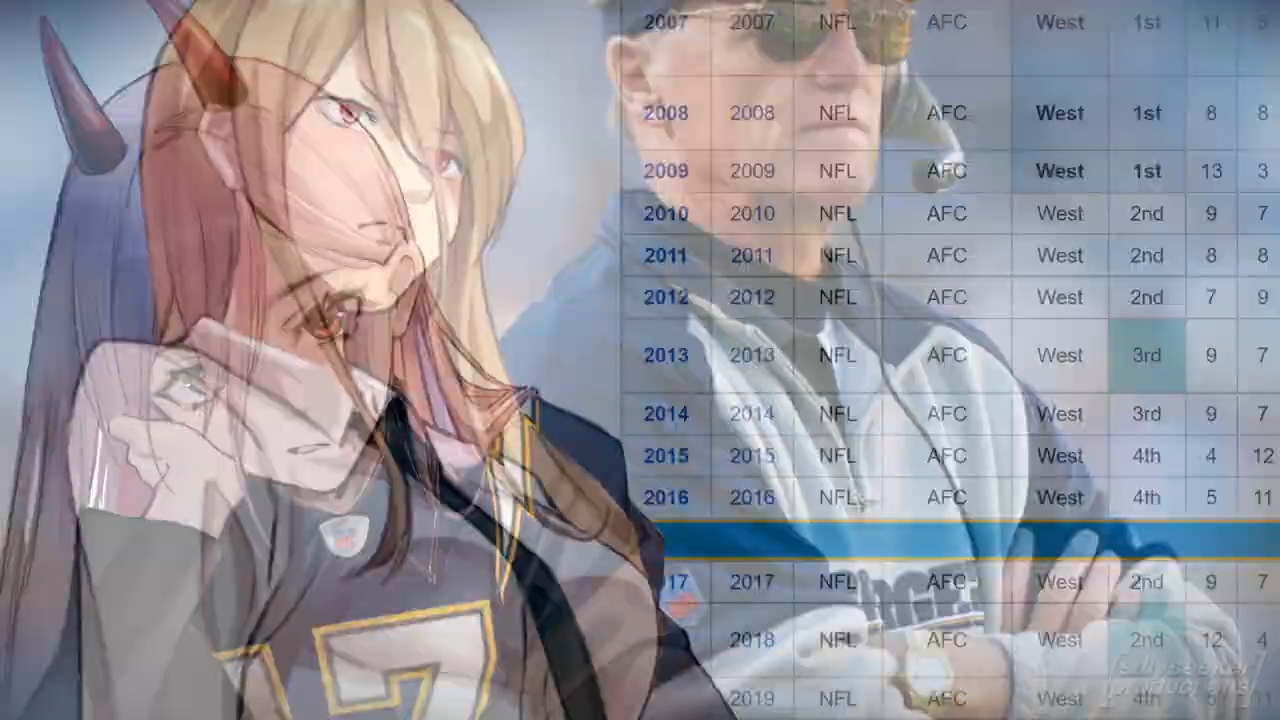 2007 2007 NFL AFC West 1st 11 5
2008 2008 NFL AFC West 1st 8 8
2009 2009 NFL AFC West 1st 13 3
2010 2010 NFL AFC West 2nd 9 7
2011 2011 NFL AFC West 2nd 8 8
2012 2012 NFL AFC West 2nd 7 9
2013 2013 NFL AFC West 3rd 9 7
2014 2014 NFL AFC West 3rd 9 7
2015 2015 NFL AFC West 4th 4 12
2016 2016 NFL AFC West 4th 5 11
17 2017 NFL AFC West 2nd 9 7
2018 NFL AFC West 2nd 12 4
2019 NFL AFC West 4th 5 11
17